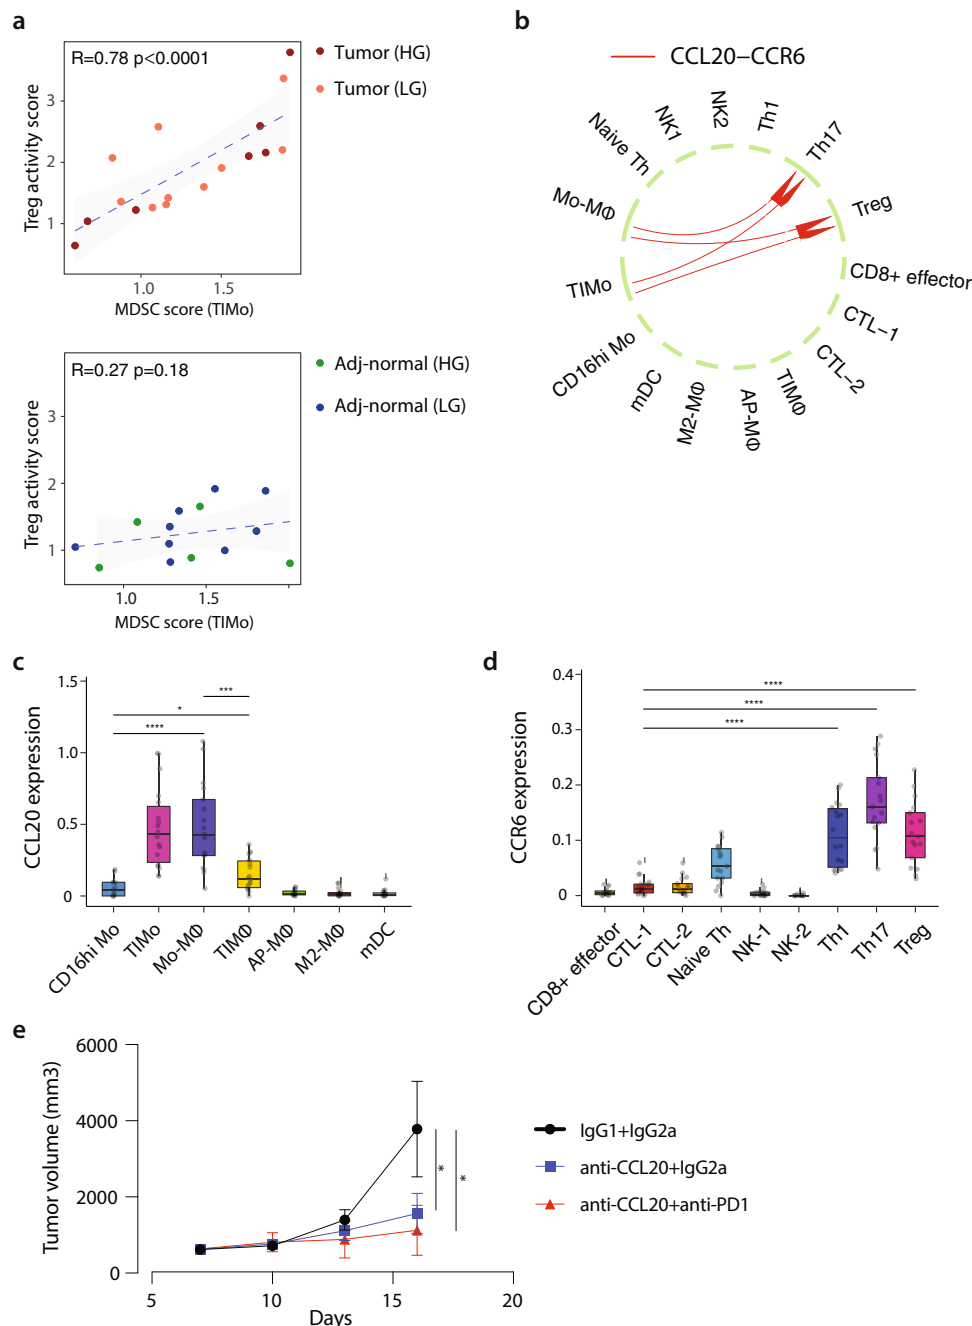 a
R=0.78 p<0.0001
Tumor (HG)
Tumor (LG)
Treg activity score
3
2
1
1.0 1.5
MDSC score (TIMo)
R=0.27 p=0.18
Adj-normal (HG)
Adj-normal (LG)
Treg activity score
3
2
1
1.0 1.5
MDSC score (TIMo)
b
CCL20–CCR6
Mo-MΦ
Naive Th
NK1
NK2
Th1
Th17
Treg
CD8+ effector
CTL–1
CTL–2
TIMΦ
AP-MΦ
M2-MΦ
mDC
CD16hi Mo
TIMo
c
CCL20 expression
1.5
1.0
0.5
0
***
*
****
CD16hi Mo
TIMo
Mo-MΦ
TIMΦ
AP-MΦ
M2-MΦ
mDC
d
CCR6 expression
0.4
0.3
0.2
0.1
0
****
****
****
CD8+ effector
CTL-1
CTL-2
Naive Th
NK-1
NK-2
Th1
Th17
Treg
e
Tumor volume (mm3)
6000
4000
2000
0
5 10 15 20
Days
*
*
IgG1+IgG2a
anti-CCL20+IgG2a
anti-CCL20+anti-PD1